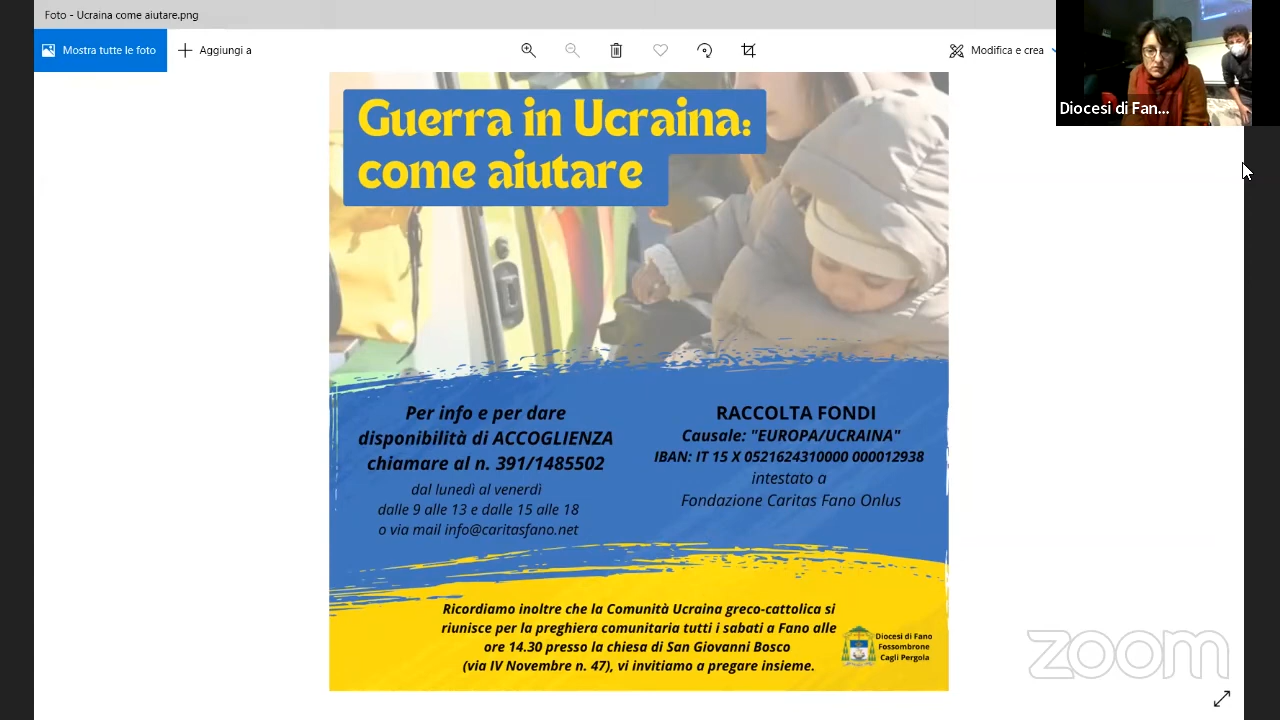 Foto - Ucraina come aiutare.png
Mostra tutte le foto
Aggiungi a
Modifica e crea
Diocesi di Fan...
Guerra in Ucraina:
come aiutare
Per info e per dare
disponibilità di ACCOGLIENZA
chiamare al n. 391/1485502
dal lunedì al venerdì
dalle 9 alle 13 e dalle 15 alle 18
o via mail info@caritasfano.net
RACCOLTA FONDI
Causale: "EUROPA/UCRAINA"
IBAN: IT 15 X 0521624310000 000012938
intestato a
Fondazione Caritas Fano Onlus
Ricordiamo inoltre che la Comunità Ucraina greco-cattolica si
riunisce per la preghiera comunitaria tutti i sabati a Fano alle
ore 14.30 presso la chiesa di San Giovanni Bosco
(via IV Novembre n. 47), vi invitiamo a pregare insieme.
Diocesi di Fano
Fossombrone
Cagli Pergola
zoom